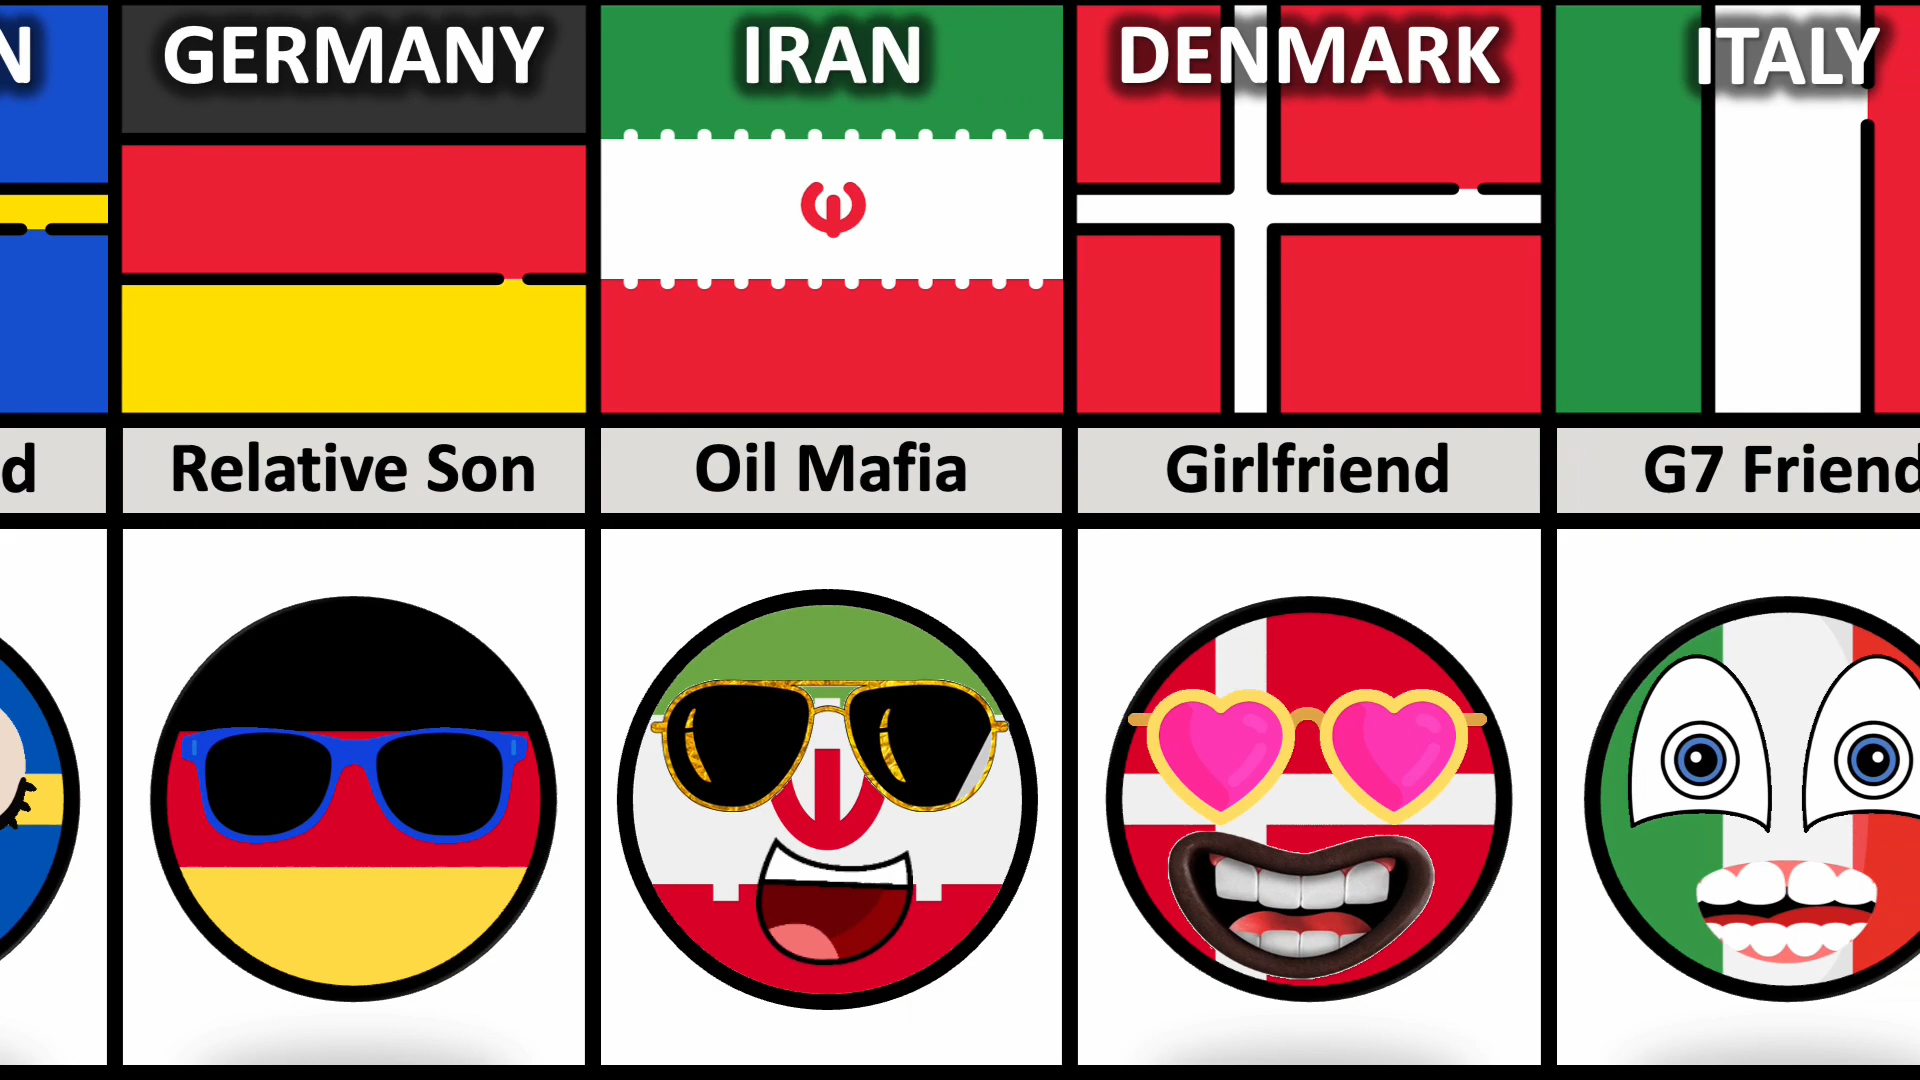 N
GERMANY
IRAN
DENMARK
ITALY
d
Relative Son
Oil Mafia
Girlfriend
G7 Friend